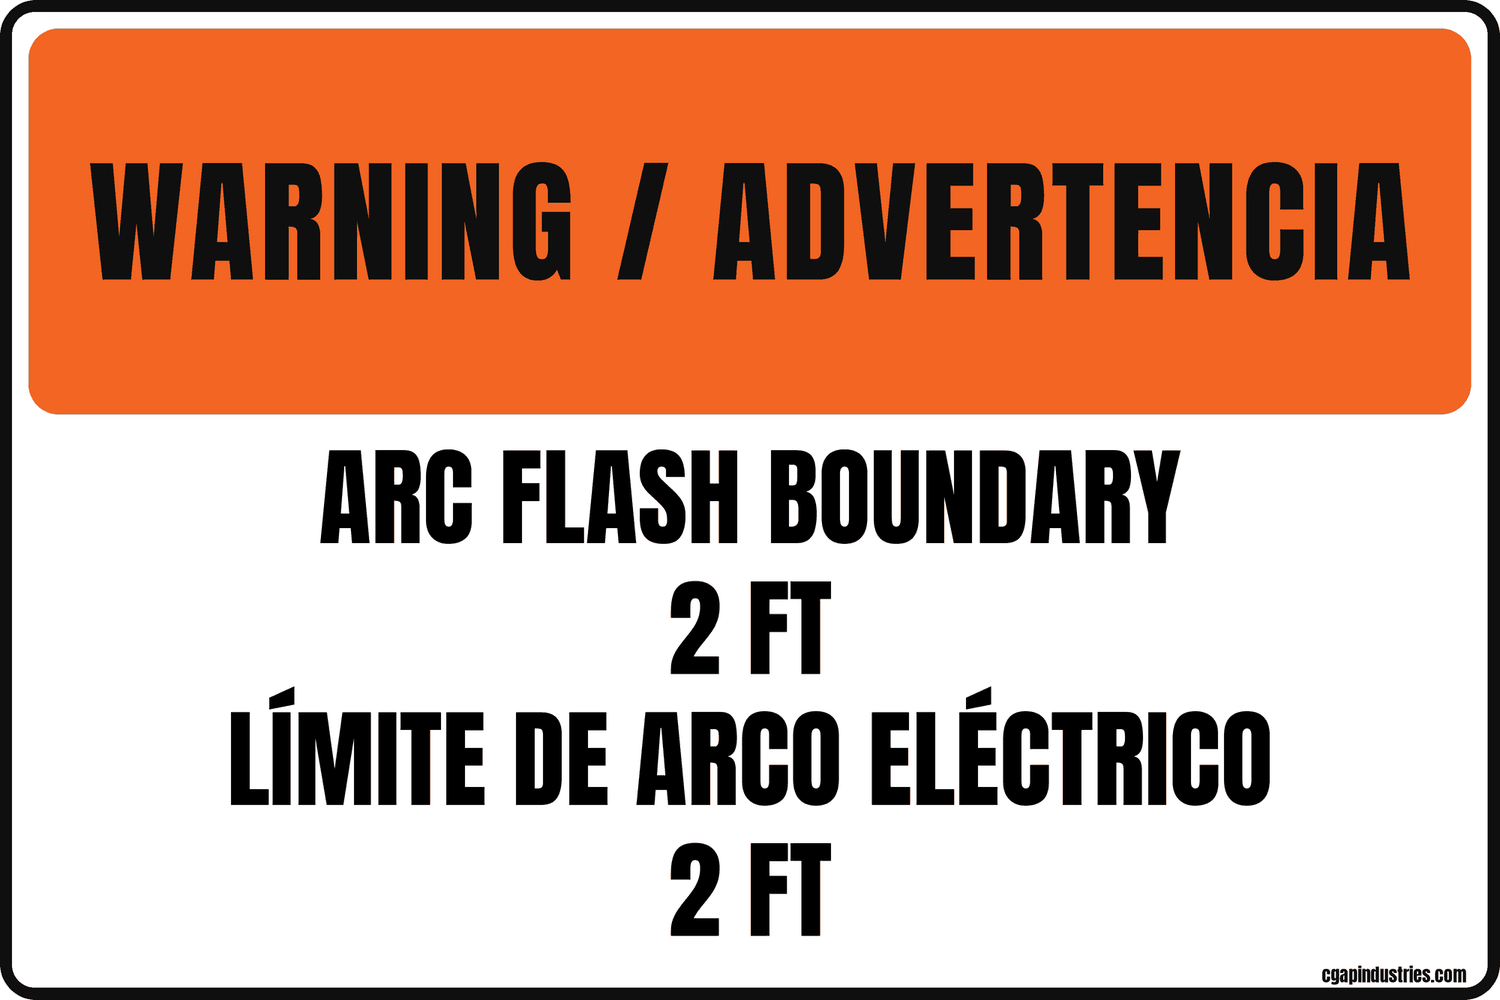 WARNING / ADVERTENCIA
ARC FLASH BOUNDARY
2 FT
LÍMITE DE ARCO ELÉCTRICO
2 FT
cgapindustries.com